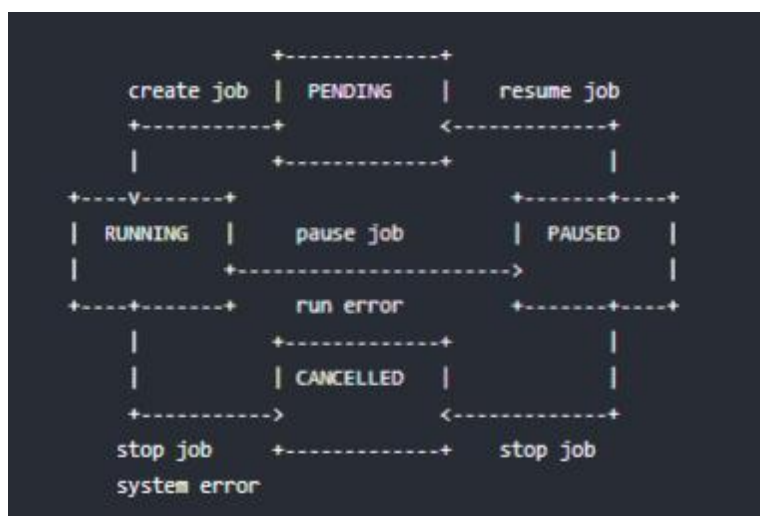 +-------------+
create job | PENDING | resume job
+-----------+ <-------------+
| +-------------+ |
+----v-------+ +-------+----+
| RUNNING | pause job | PAUSED |
| +-----------------------> |
+----+-------+ run error +-------+----+
| +-------------+ |
| | CANCELLED | |
+-----------> <-------------+
stop job +-------------+ stop job
system error